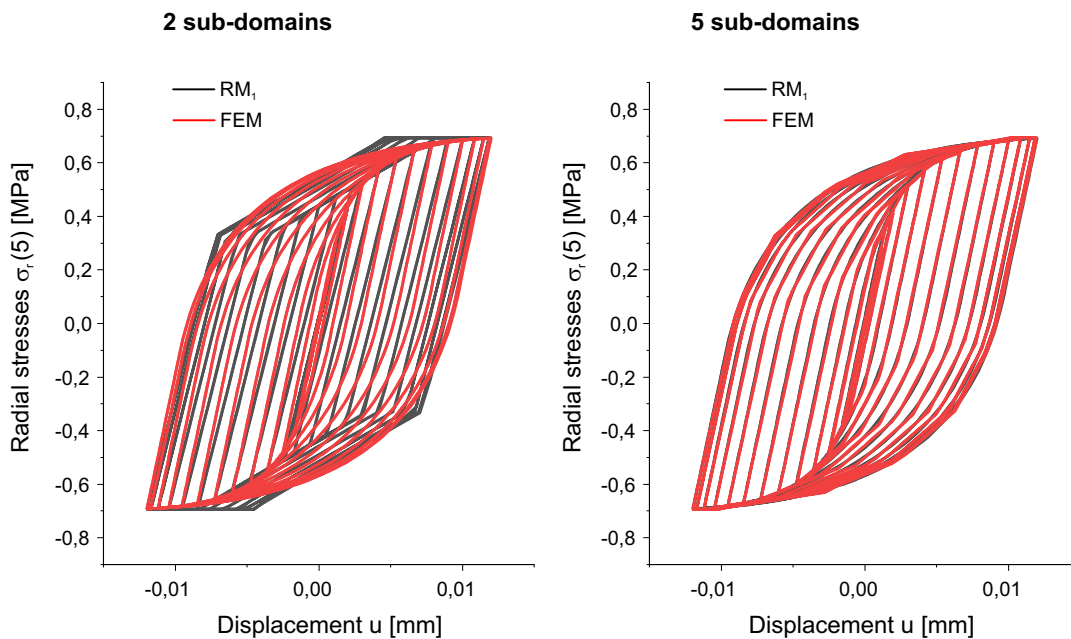 2 sub-domains
RM₁
FEM
0,8
0,6
0,4
0,2
0,0
-0,2
-0,4
-0,6
-0,8
Radial stresses σᵣ(5) [MPa]
-0,01
0,00
0,01
Displacement u [mm]
5 sub-domains
RM₁
FEM
0,8
0,6
0,4
0,2
0,0
-0,2
-0,4
-0,6
-0,8
Radial stresses σᵣ(5) [MPa]
-0,01
0,00
0,01
Displacement u [mm]